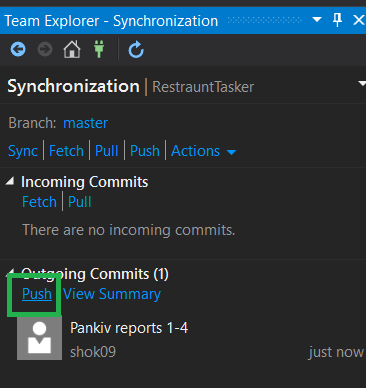 Team Explorer - Synchronization
Synchronization | RestrauntTasker
Branch: master
Sync | Fetch | Pull | Push | Actions
Incoming Commits
Fetch | Pull
There are no incoming commits.
Outgoing Commits (1)
Push | View Summary
Pankiv reports 1-4
shok09 just now